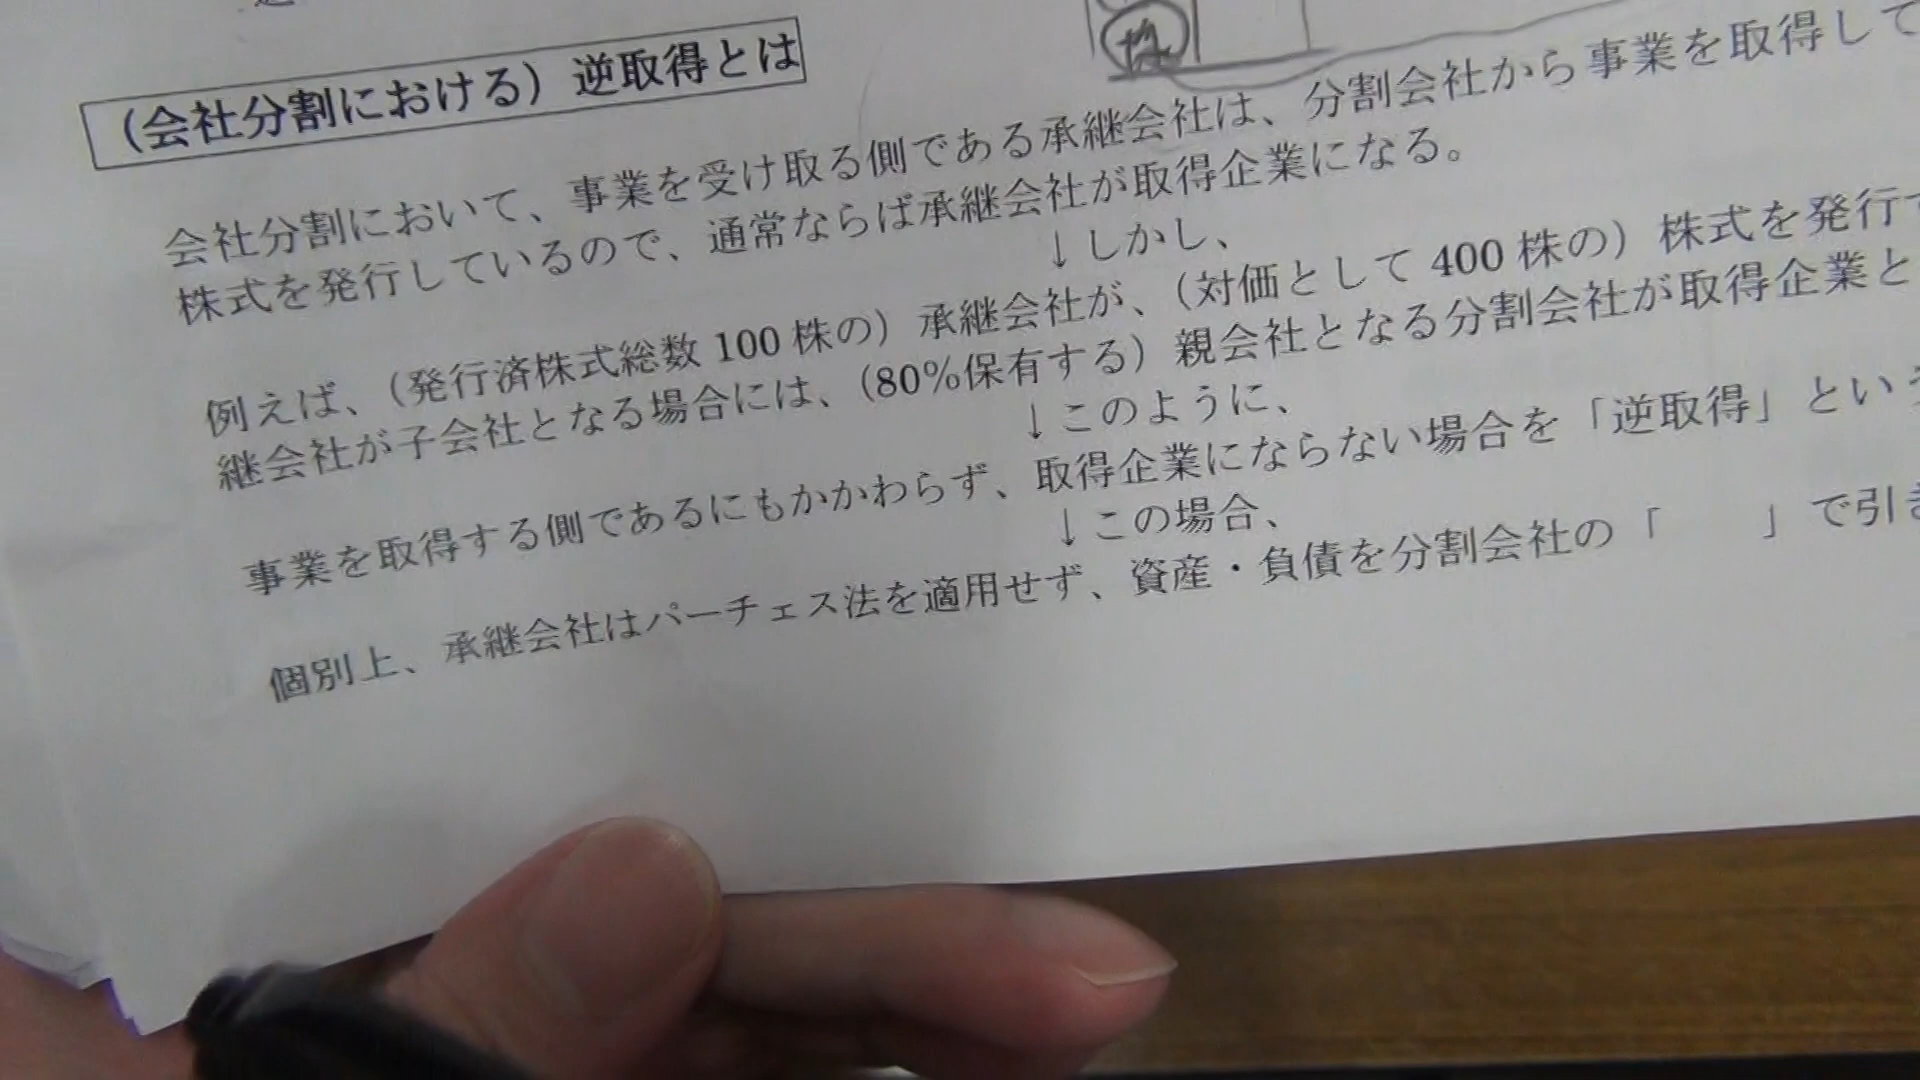 （会社分割における）逆取得とは
会社分割において、事業を受け取る側である承継会社は、分割会社から事業を取得して
株式を発行しているので、通常ならば承継会社が取得企業になる。
↓しかし、
例えば、（発行済株式総数 100 株の）承継会社が、（対価として 400 株の）株式を発行す
継会社が子会社となる場合には、（80％保有する）親会社となる分割会社が取得企業と
↓このように、
事業を取得する側であるにもかかわらず、取得企業にならない場合を「逆取得」という
↓この場合、
個別上、承継会社はパーチェス法を適用せず、資産・負債を分割会社の「　　」で引き